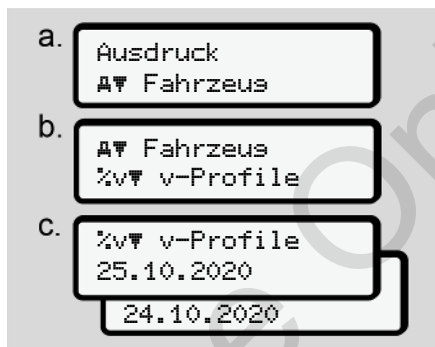 a.
Ausdruck
A▼ Fahrzeug
b.
A▼ Fahrzeug
%v▼ v-Profile
c.
%v▼ v-Profile
25.10.2020
24.10.2020